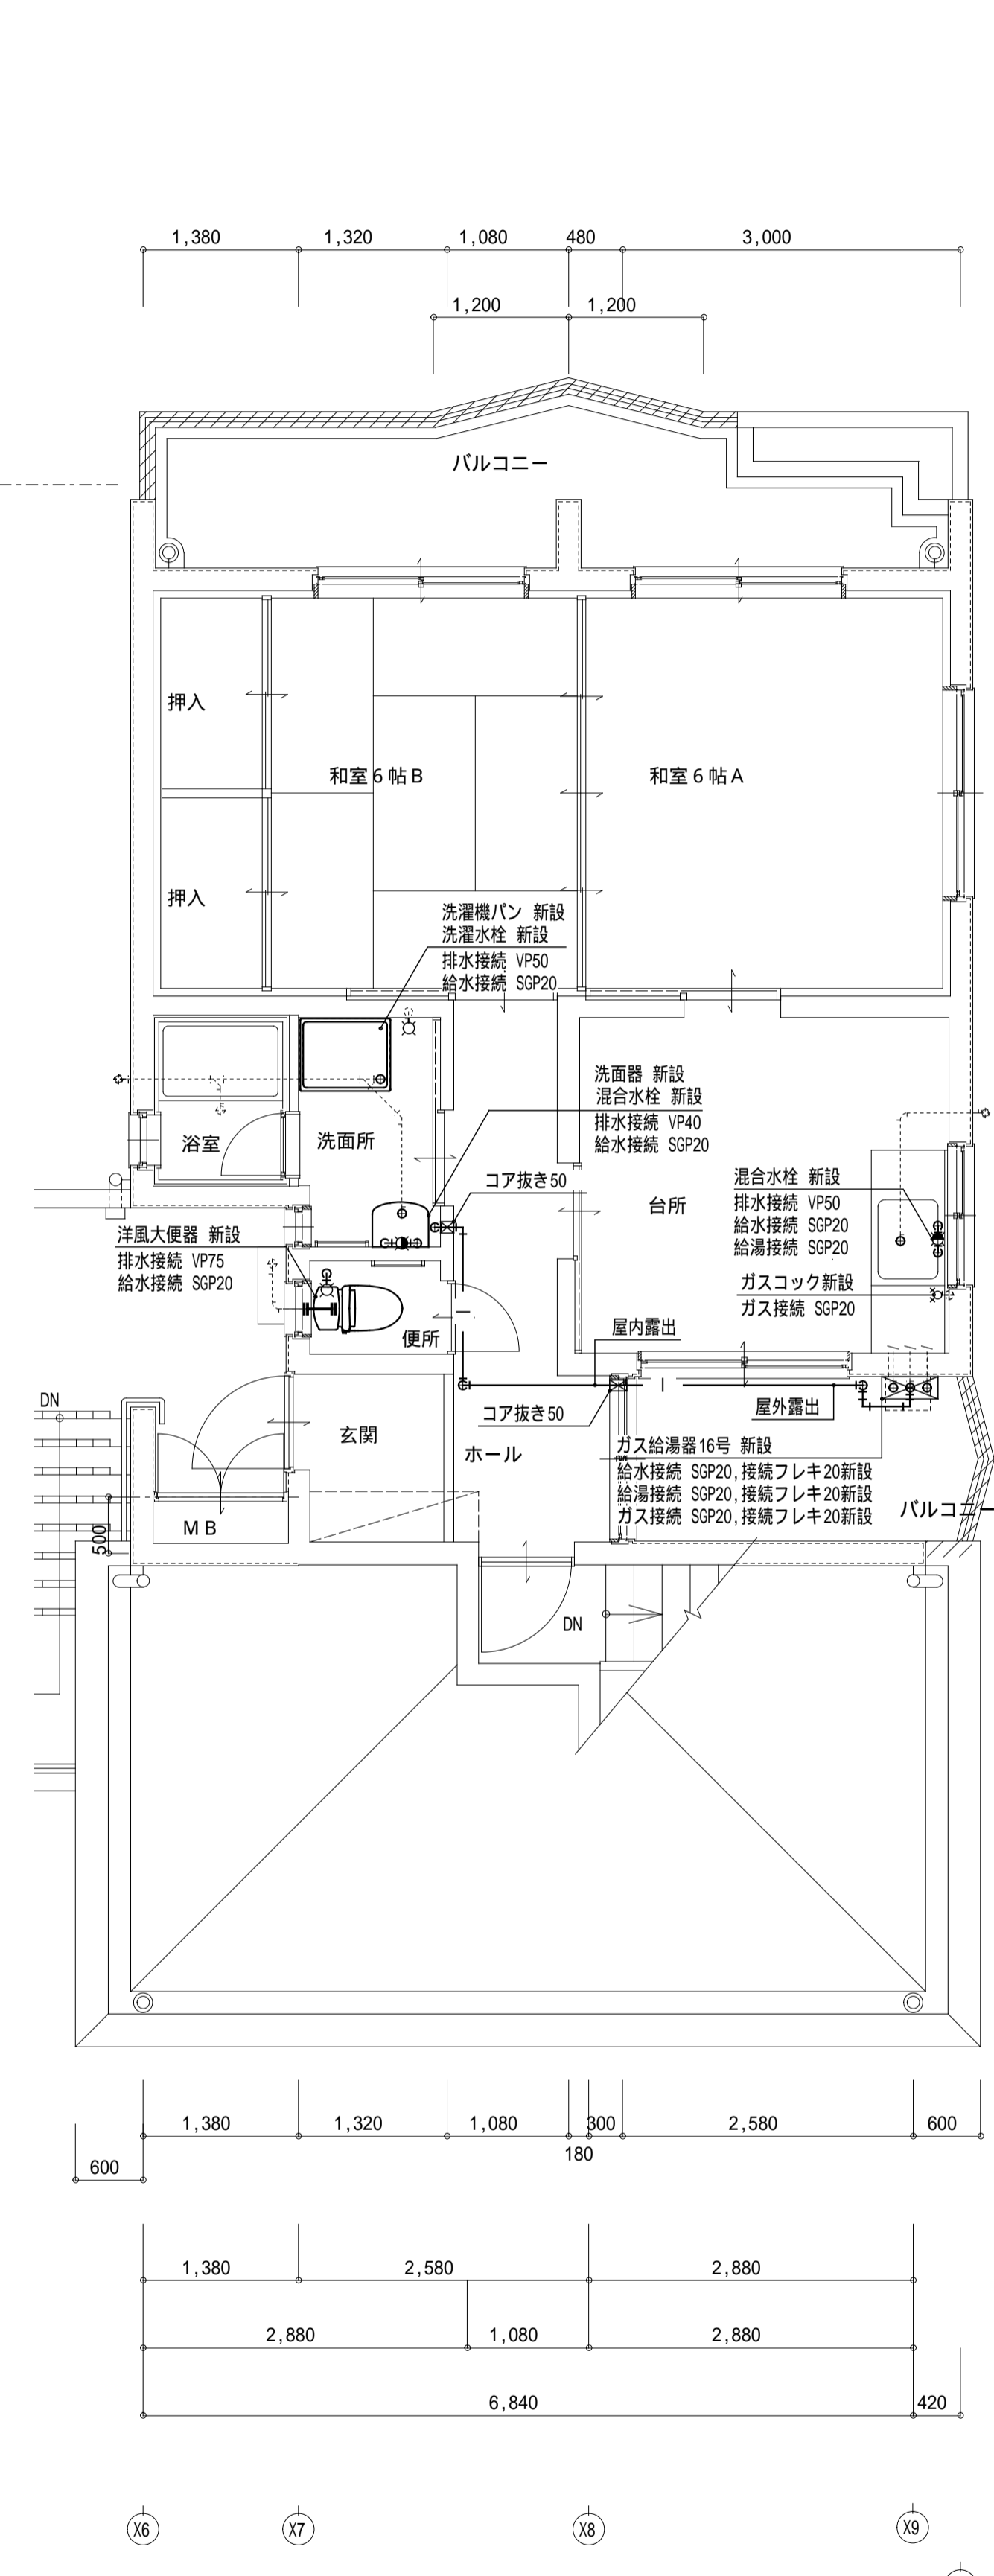 1,380
1,320
1,080
480
3,000
1,200
1,200
バルコニー
押入
和室6帖B
和室6帖A
押入
洗濯機パン 新設
洗濯水栓 新設
排水接続 VP50
給水接続 SGP20
洗面器 新設
混合水栓 新設
排水接続 VP40
給水接続 SGP20
浴室
洗面所
コア抜き50
台所
混合水栓 新設
排水接続 VP50
給水接続 SGP20
給湯接続 SGP20
洋風大便器 新設
排水接続 VP75
給水接続 SGP20
ガスコック新設
ガス接続 SGP20
便所
屋内露出
DN
玄関
コア抜き50
屋外露出
ホール
ガス給湯器16号 新設
給水接続 SGP20,接続フレキ20新設
給湯接続 SGP20,接続フレキ20新設
ガス接続 SGP20,接続フレキ20新設
バルコニー
MB
500
DN
1,380
1,320
1,080
300
2,580
600
180
600
1,380
2,580
2,880
2,880
1,080
2,880
6,840
420
X6
X7
X8
X9